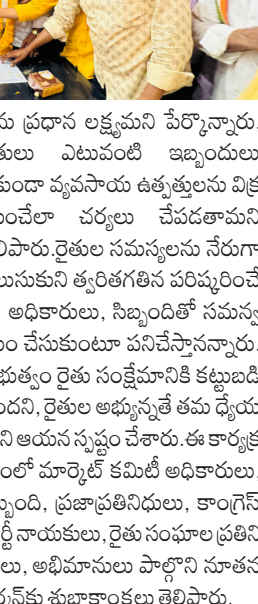 ను ప్రధాన లక్ష్యమని పేర్కొన్నారు.
తులు ఎటువంటి ఇబ్బందులు
కుండా వ్యవసాయ ఉత్పత్తులను విక్ర
ంచేలా చర్యలు చేపడతామని
లిపారు.రైతుల సమస్యలను నేరుగా
లుసుకుని త్వరితగతిన పరిష్కరించే
అధికారులు, సిబ్బందితో సమన్వ
ం చేసుకుంటూ పనిచేస్తానన్నారు.
భుత్వం రైతు సంక్షేమానికి కట్టుబడి
ందని, రైతుల అభ్యున్నతే తమ ధ్యేయ
ని ఆయన స్పష్టం చేశారు.ఈ కార్యక్ర
ంలో మార్కెట్ కమిటీ అధికారులు,
బ్బంది, ప్రజాప్రతినిధులు, కాంగ్రెస్
ర్టీ నాయకులు,రైతు సంఘాల ప్రతిని
లు, అభిమానులు పాల్గొని నూతన
ర్మన్‌కు శుభాకాంక్షలు తెలిపారు.